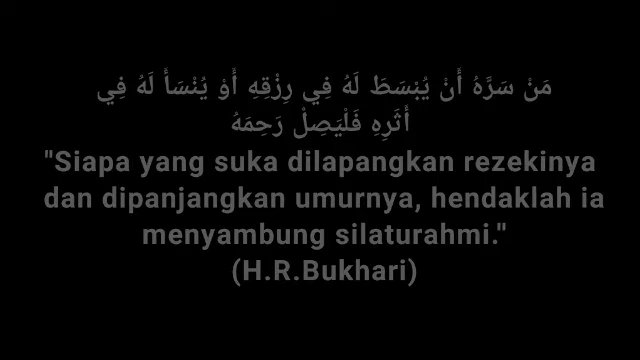 مَنْ سَرَّهُ أَنْ يُبْسَطَ لَهُ فِي رِزْقِهِ أَوْ يُنْسَأَ لَهُ فِي
أَثَرِهِ فَلْيَصِلْ رَحِمَهُ
"Siapa yang suka dilapangkan rezekinya
dan dipanjangkan umurnya, hendaklah ia
menyambung silaturahmi."
(H.R.Bukhari)